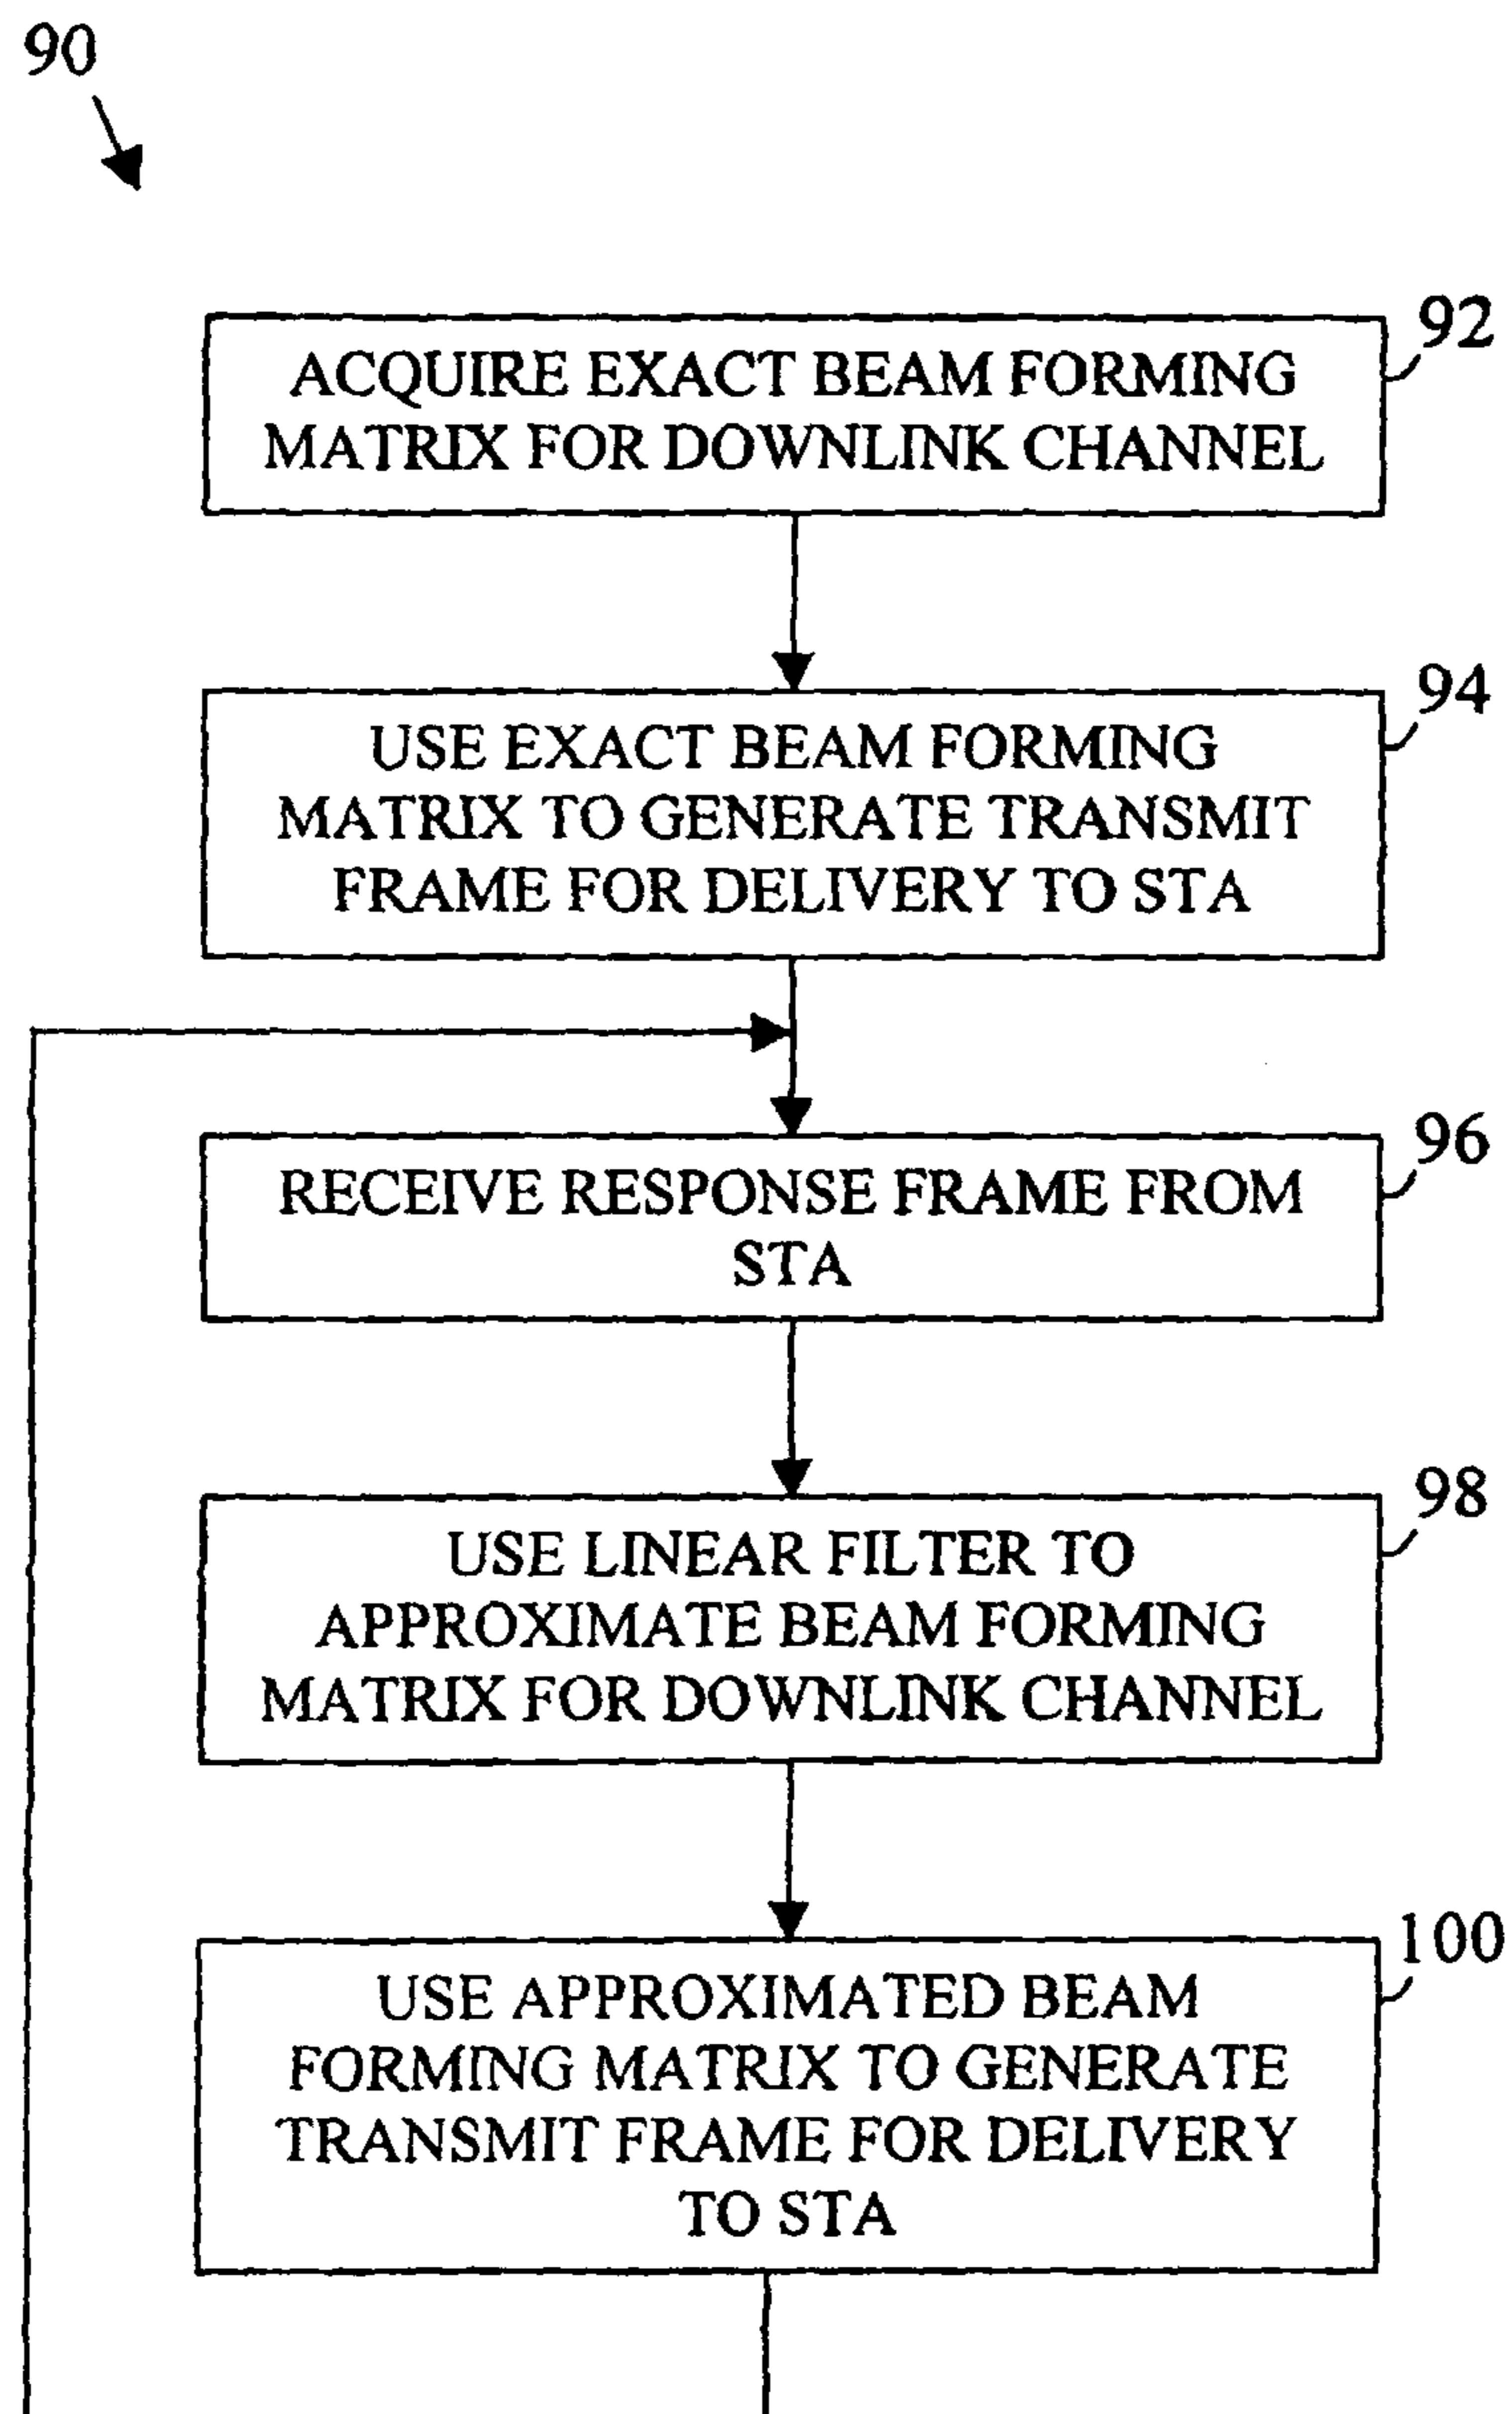 90
92
ACQUIRE EXACT BEAM FORMING
MATRIX FOR DOWNLINK CHANNEL
94
USE EXACT BEAM FORMING
MATRIX TO GENERATE TRANSMIT
FRAME FOR DELIVERY TO STA
96
RECEIVE RESPONSE FRAME FROM
STA
98
USE LINEAR FILTER TO
APPROXIMATE BEAM FORMING
MATRIX FOR DOWNLINK CHANNEL
100
USE APPROXIMATED BEAM
FORMING MATRIX TO GENERATE
TRANSMIT FRAME FOR DELIVERY
TO STA